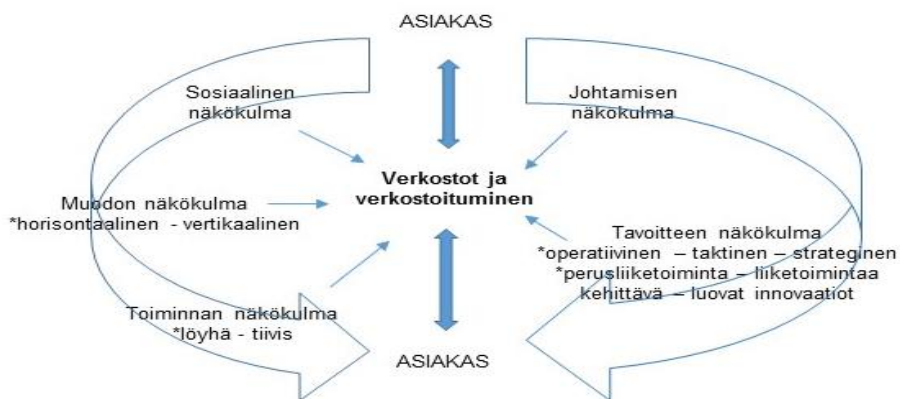 ASIAKAS
Sosiaalinen
näkökulma
Johtamisen
näkökulma
Verkostot ja
verkostoituminen
Muodon näkökulma
*horisontaalinen - vertikaalinen
Tavoitteen näkökulma
*operatiivinen – taktinen – strateginen
*perusliiketoiminta – liiketoimintaa
kehittävä – luovat innovaatiot
Toiminnan näkökulma
*löyhä - tiivis
ASIAKAS